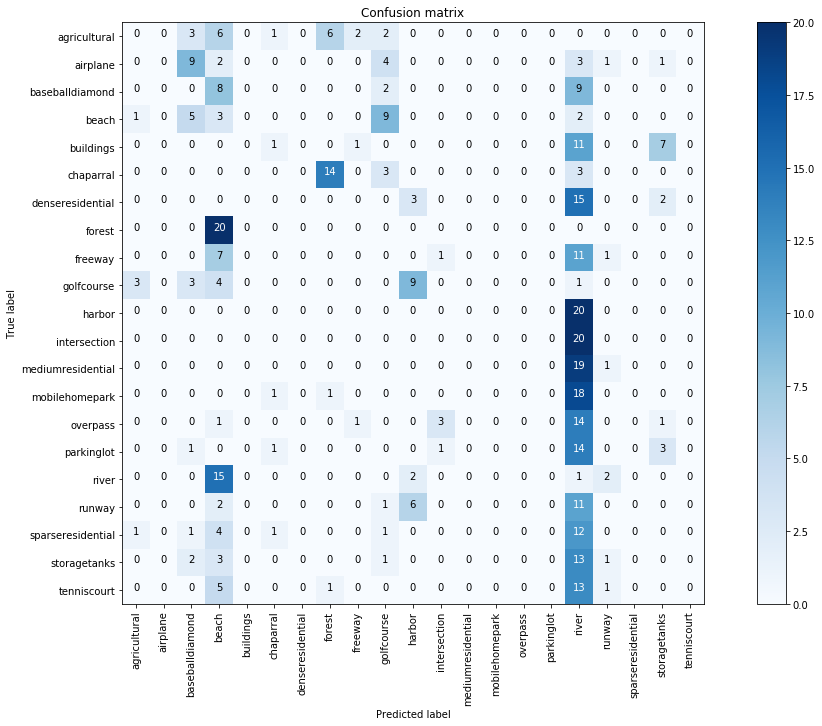 Confusion matrix
True label
agricultural 0 0 3 6 0 1 0 6 2 2 0 0 0 0 0 0 0 0 0 0 0
airplane 0 0 9 2 0 0 0 0 0 4 0 0 0 0 0 0 3 1 0 1 0
baseballdiamond 0 0 0 8 0 0 0 0 0 2 0 0 0 0 0 0 9 0 0 0 0
beach 1 0 5 3 0 0 0 0 0 9 0 0 0 0 0 0 2 0 0 0 0
buildings 0 0 0 0 0 1 0 0 1 0 0 0 0 0 0 0 11 0 0 7 0
chaparral 0 0 0 0 0 0 0 14 0 3 0 0 0 0 0 0 3 0 0 0 0
denseresidential 0 0 0 0 0 0 0 0 0 0 3 0 0 0 0 0 15 0 0 2 0
forest 0 0 0 20 0 0 0 0 0 0 0 0 0 0 0 0 0 0 0 0 0
freeway 0 0 0 7 0 0 0 0 0 0 0 1 0 0 0 0 11 1 0 0 0
golfcourse 3 0 3 4 0 0 0 0 0 0 9 0 0 0 0 0 1 0 0 0 0
harbor 0 0 0 0 0 0 0 0 0 0 0 0 0 0 0 0 20 0 0 0 0
intersection 0 0 0 0 0 0 0 0 0 0 0 0 0 0 0 0 20 0 0 0 0
mediumresidential 0 0 0 0 0 0 0 0 0 0 0 0 0 0 0 0 19 1 0 0 0
mobilehomepark 0 0 0 0 0 1 0 1 0 0 0 0 0 0 0 0 18 0 0 0 0
overpass 0 0 0 1 0 0 0 0 1 0 0 3 0 0 0 0 14 0 0 1 0
parkinglot 0 0 1 0 0 1 0 0 0 0 0 1 0 0 0 0 14 0 0 3 0
river 0 0 0 15 0 0 0 0 0 0 2 0 0 0 0 0 1 2 0 0 0
runway 0 0 0 2 0 0 0 0 0 1 6 0 0 0 0 0 11 0 0 0 0
sparseresidential 1 0 1 4 0 1 0 0 0 1 0 0 0 0 0 0 12 0 0 0 0
storagetanks 0 0 2 3 0 0 0 0 0 1 0 0 0 0 0 0 13 1 0 0 0
tenniscourt 0 0 0 5 0 0 0 1 0 0 0 0 0 0 0 0 13 1 0 0 0
agricultural
airplane
baseballdiamond
beach
buildings
chaparral
denseresidential
forest
freeway
golfcourse
harbor
intersection
mediumresidential
mobilehomepark
overpass
parkinglot
river
runway
sparseresidential
storagetanks
tenniscourt
Predicted label
20.0
17.5
15.0
12.5
10.0
7.5
5.0
2.5
0.0